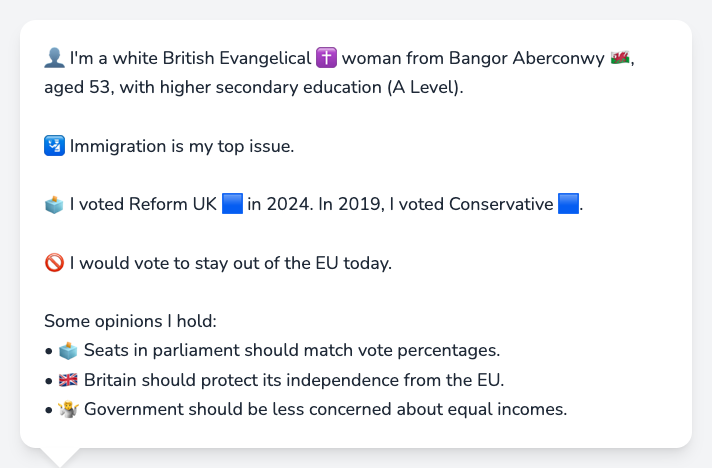 👤 I'm a white British Evangelical ✝️ woman from Bangor Aberconwy 🏴󠁧󠁢󠁷󠁬󠁳󠁿,
aged 53, with higher secondary education (A Level).
🛂 Immigration is my top issue.
🗳️ I voted Reform UK 🟦 in 2024. In 2019, I voted Conservative 🟦.
🚫 I would vote to stay out of the EU today.
Some opinions I hold:
• 🗳️ Seats in parliament should match vote percentages.
• 🇬🇧 Britain should protect its independence from the EU.
• 🤷 Government should be less concerned about equal incomes.